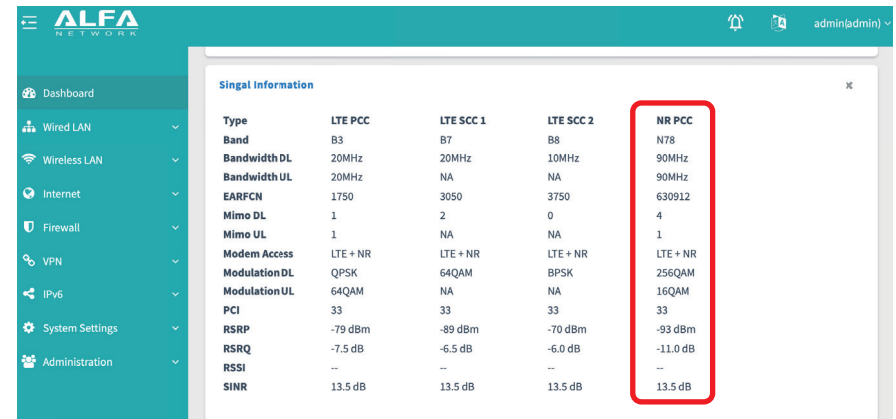 ALFA
NETWORK
admin(admin)
Dashboard
Wired LAN
Wireless LAN
Internet
Firewall
VPN
IPv6
System Settings
Administration
Singal Information
Type LTE PCC LTE SCC 1 LTE SCC 2 NR PCC
Band B3 B7 B8 N78
Bandwidth DL 20MHz 20MHz 10MHz 90MHz
Bandwidth UL 20MHz NA NA 90MHz
EARFCN 1750 3050 3750 630912
Mimo DL 1 2 0 4
Mimo UL 1 NA NA 1
Modem Access LTE + NR LTE + NR LTE + NR LTE + NR
Modulation DL QPSK 64QAM BPSK 256QAM
Modulation UL 64QAM NA NA 16QAM
PCI 33 33 33 33
RSRP -79 dBm -89 dBm -70 dBm -93 dBm
RSRQ -7.5 dB -6.5 dB -6.0 dB -11.0 dB
RSSI -- -- -- --
SINR 13.5 dB 13.5 dB 13.5 dB 13.5 dB